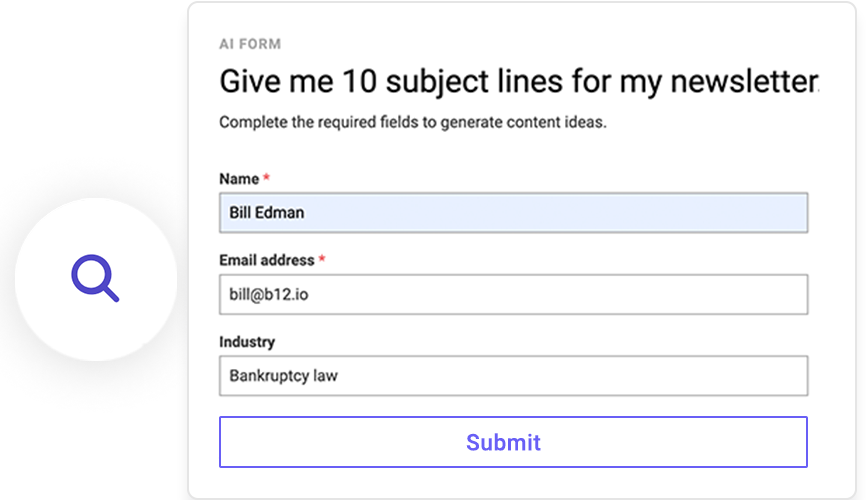 AI FORM
Give me 10 subject lines for my newsletter.
Complete the required fields to generate content ideas.
Name *
Bill Edman
Email address *
bill@b12.io
Industry
Bankruptcy law
Submit